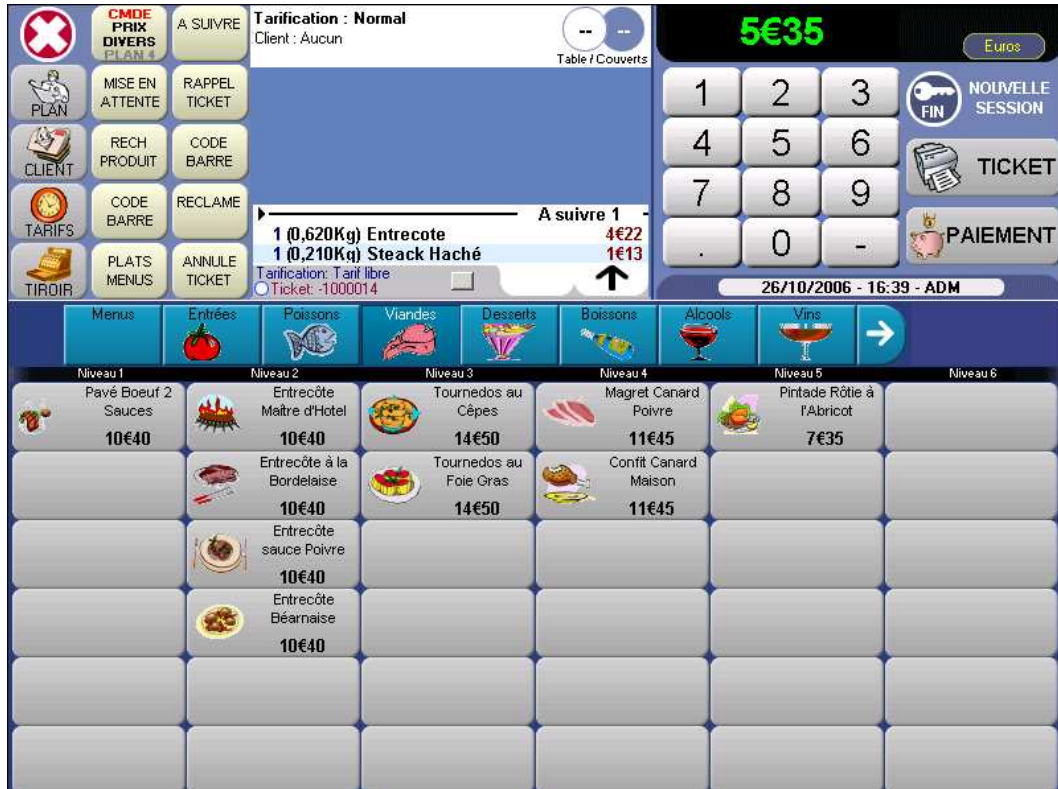 CMDE
PRIX
DIVERS
PLAN 4
A SUIVRE
Tarification : Normal
Client : Aucun
--
--
Table / Couverts
5€35
Euros
PLAN
MISE EN
ATTENTE
RAPPEL
TICKET
1
2
3
FIN
NOUVELLE
SESSION
CLIENT
RECH
PRODUIT
CODE
BARRE
4
5
6
TICKET
TARIFS
CODE
BARRE
RECLAME
7
8
9
A suivre 1
1 (0,620Kg) Entrecote 4€22
1 (0,210Kg) Steack Haché 1€13
.
0
-
PAIEMENT
TIROIR
PLATS
MENUS
ANNULE
TICKET
Tarification: Tarif libre
Ticket: -1000014
26/10/2006 - 16:39 - ADM
Menus
Entrées
Poissons
Viandes
Desserts
Boissons
Alcools
Vins
Niveau 1
Niveau 2
Niveau 3
Niveau 4
Niveau 5
Niveau 6
Pavé Boeuf 2
Sauces
10€40
Entrecôte
Maître d'Hotel
10€40
Tournedos au
Cêpes
14€50
Magret Canard
Poivre
11€45
Pintade Rôtie à
l'Abricot
7€35
Entrecôte à la
Bordelaise
10€40
Tournedos au
Foie Gras
14€50
Confit Canard
Maison
11€45
Entrecôte
sauce Poivre
10€40
Entrecôte
Béarnaise
10€40